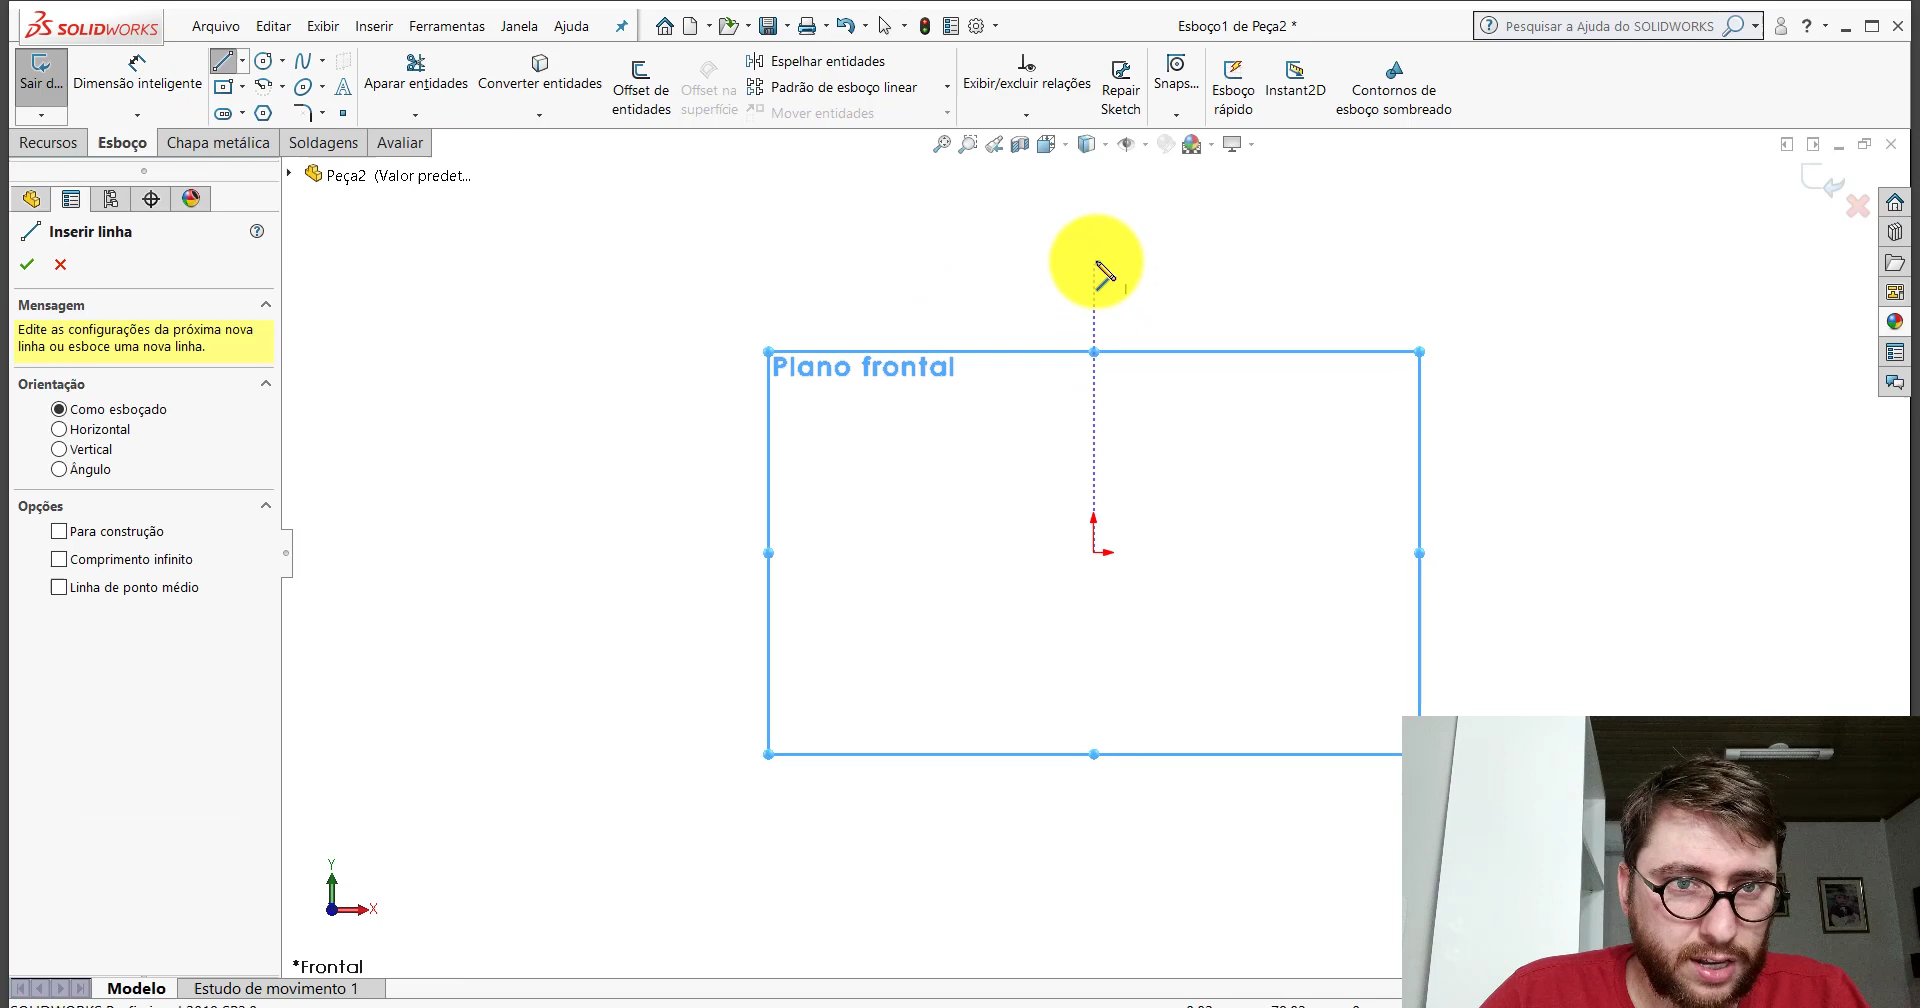 SOLIDWORKS
Arquivo Editar Exibir Inserir Ferramentas Janela Ajuda
Esboço1 de Peça2 *
Pesquisar a Ajuda do SOLIDWORKS
Sair d...
Dimensão inteligente
Aparar entidades
Converter entidades
Offset de
entidades
Offset na
superfície
Espelhar entidades
Padrão de esboço linear
Mover entidades
Exibir/excluir relações
Repair
Sketch
Snaps...
Esboço
rápido
Instant2D
Contornos de
esboço sombreado
Recursos Esboço Chapa metálica Soldagens Avaliar
Peça2 (Valor predet...
Inserir linha
Mensagem
Edite as configurações da próxima nova
linha ou esboce uma nova linha.
Orientação
Como esboçado
Horizontal
Vertical
Ângulo
Opções
Para construção
Comprimento infinito
Linha de ponto médio
Plano frontal
Y
X
*Frontal
Modelo Estudo de movimento 1